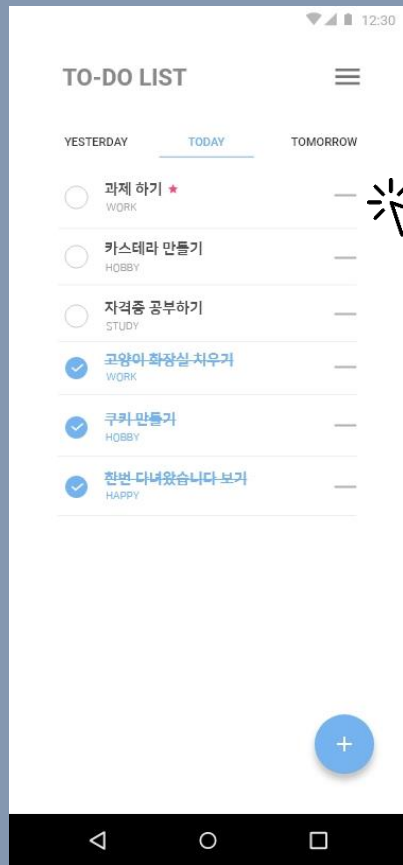 12:30
TO-DO LIST
YESTERDAY TODAY TOMORROW
과제 하기
WORK
카스테라 만들기
HOBBY
자격증 공부하기
STUDY
고양이 화장실 치우기
WORK
쿠키 만들기
HOBBY
한번 다녀왔습니다 보기
HAPPY